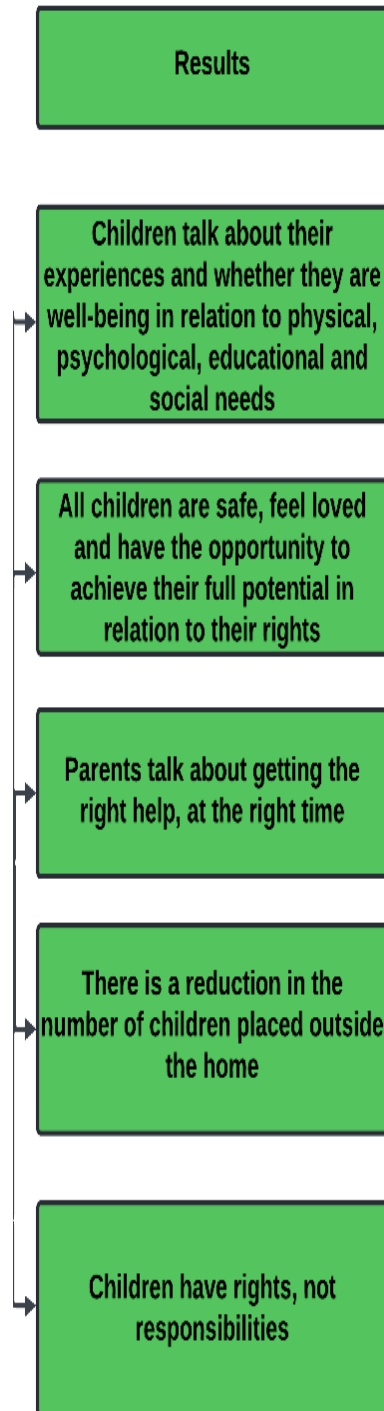 Results
Children talk about their
experiences and whether they are
well-being in relation to physical,
psychological, educational and
social needs
All children are safe, feel loved
and have the opportunity to
achieve their full potential in
relation to their rights
Parents talk about getting the
right help, at the right time
There is a reduction in the
number of children placed outside
the home
Children have rights, not
responsibilities